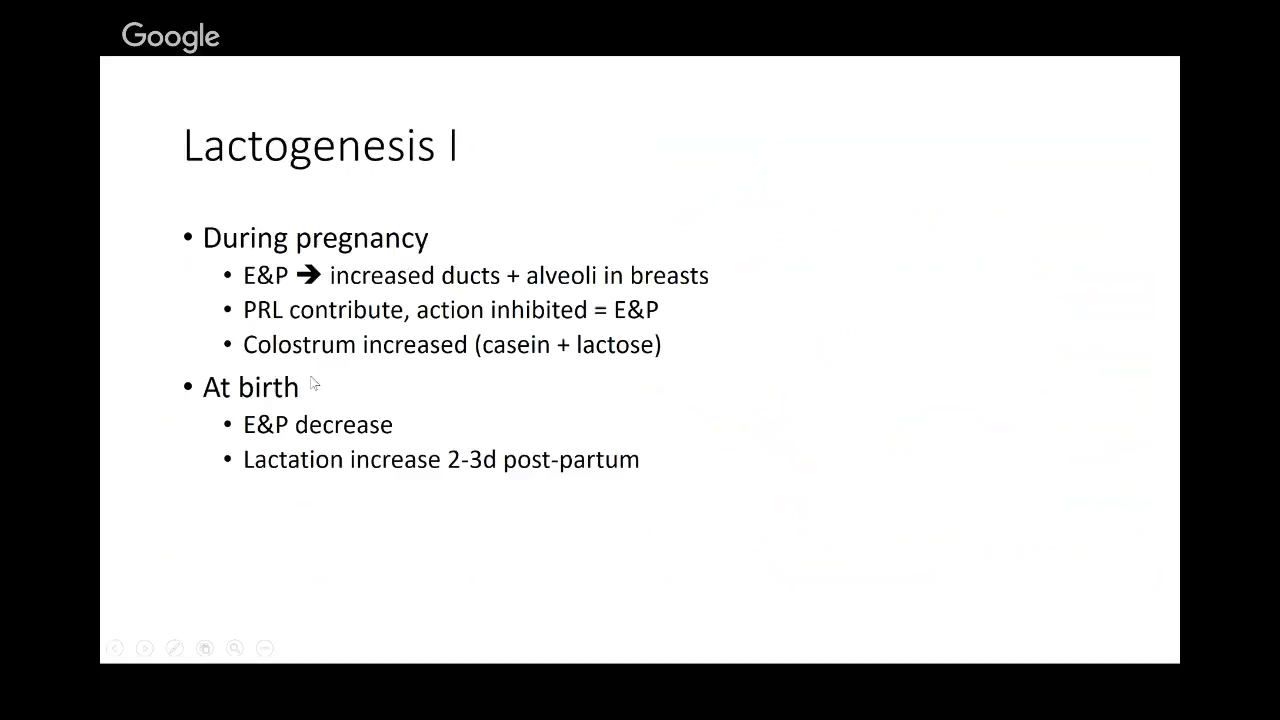 Google
Lactogenesis I
• During pregnancy
• E&P ➔ increased ducts + alveoli in breasts
• PRL contribute, action inhibited = E&P
• Colostrum increased (casein + lactose)
• At birth
• E&P decrease
• Lactation increase 2-3d post-partum